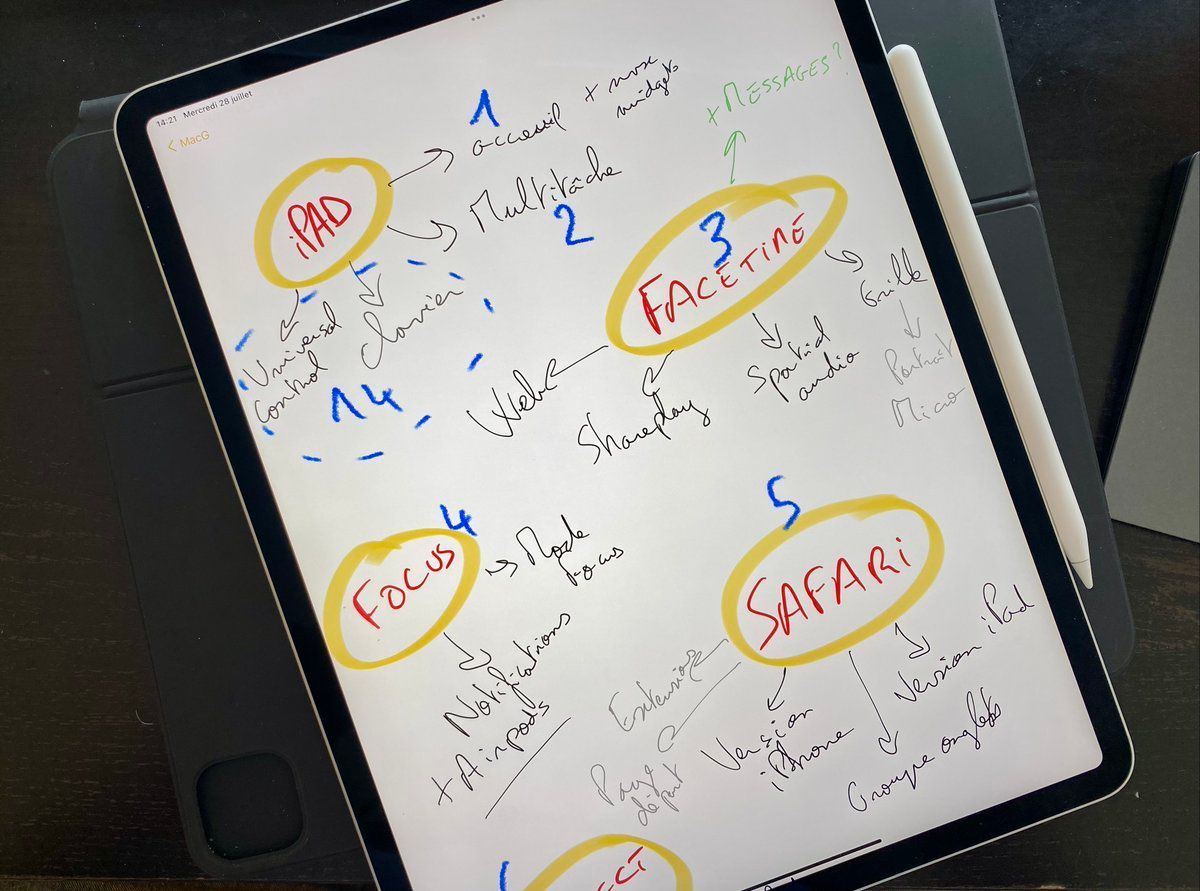 14:21 Mercredi 28 juillet
< MacG
1
accueil
+ nvx
widgets
iPAD
Multitâche
2
clavier
Universal
Control
14
+ MESSAGES?
3
FACETIME
Grille
Portrait
Micro
Spatial
audio
Shareplay
Web
4
FOCUS
Mode
Focus
Notifications
+ Airpods
5
SAFARI
Version iPad
Groupe onglets
Version
iPhone
Extensions
Page
départ